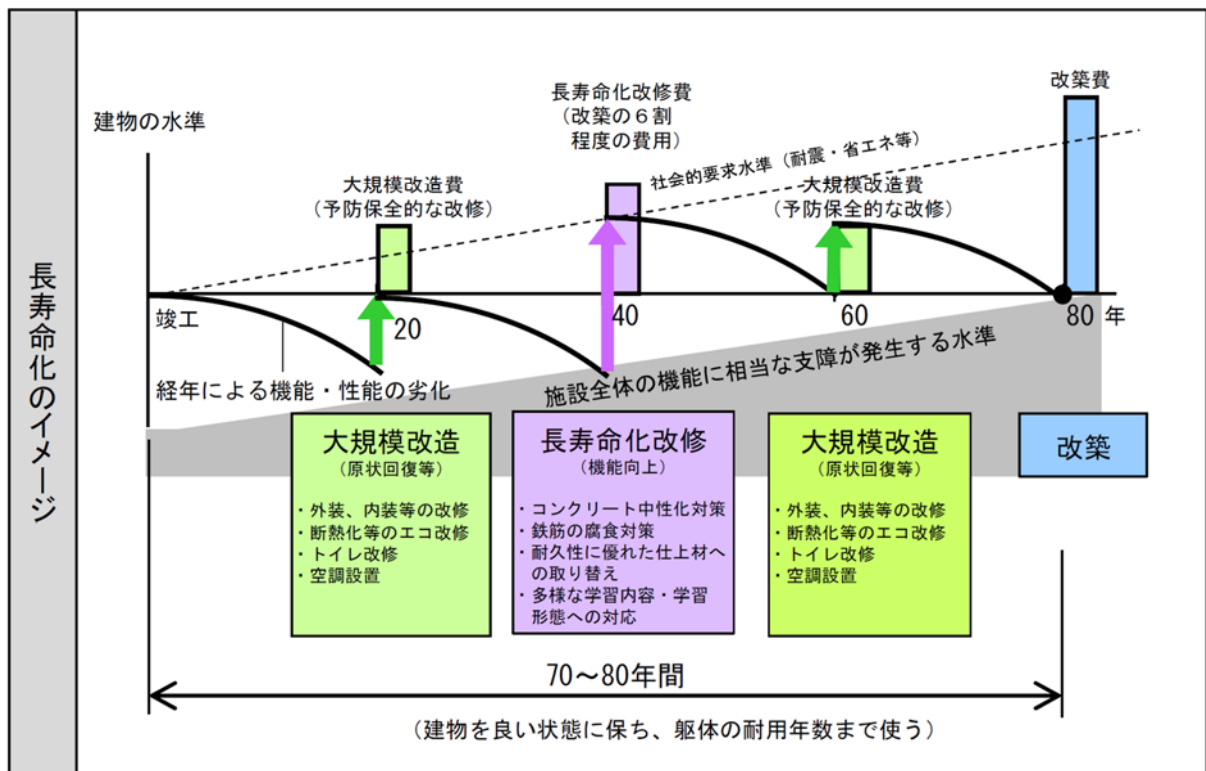 長寿命化のイメージ
建物の水準
大規模改造費
(予防保全的な改修)
長寿命化改修費
(改築の6割
程度の費用)
社会的要求水準(耐震・省エネ等)
大規模改造費
(予防保全的な改修)
改築費
竣工
20
40
60
80 年
経年による機能・性能の劣化
施設全体の機能に相当な支障が発生する水準
大規模改造
(原状回復等)
・外装、内装等の改修
・断熱化等のエコ改修
・トイレ改修
・空調設置
長寿命化改修
(機能向上)
・コンクリート中性化対策
・鉄筋の腐食対策
・耐久性に優れた仕上材へ
の取り替え
・多様な学習内容・学習
形態への対応
大規模改造
(原状回復等)
・外装、内装等の改修
・断熱化等のエコ改修
・トイレ改修
・空調設置
改築
70~80年間
(建物を良い状態に保ち、躯体の耐用年数まで使う)